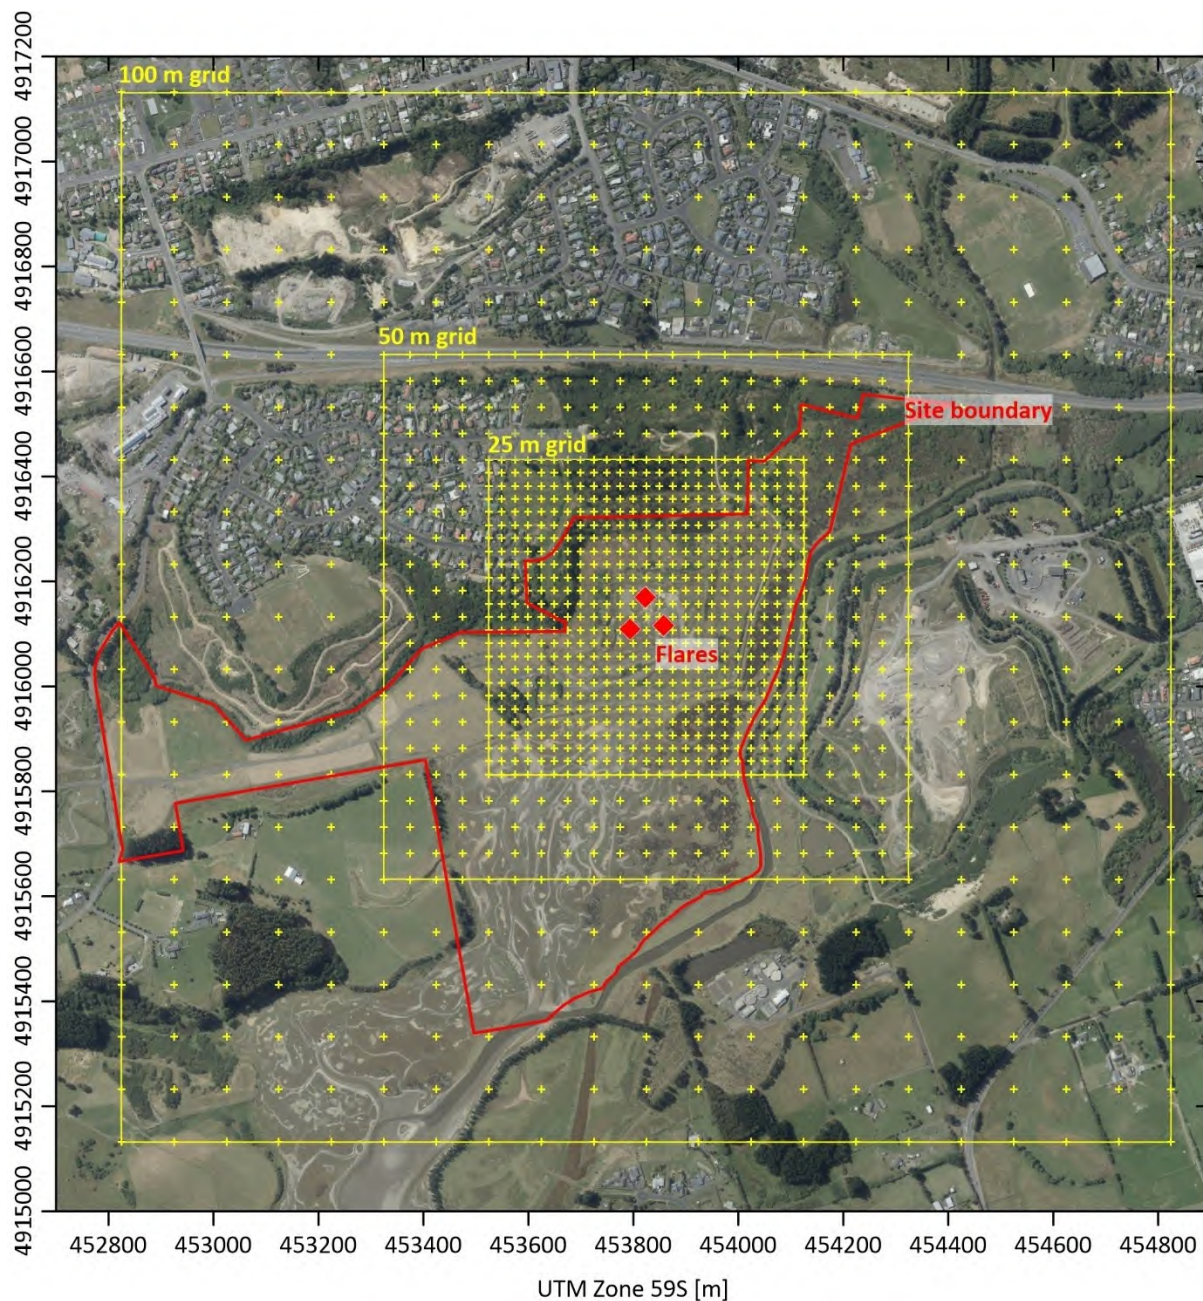 4917200
100 m grid
4917000
4916800
50 m grid
4916600
Site boundary
25 m grid
4916400
4916200
Flares
4916000
4915800
4915600
4915400
4915200
4915000
452800 453000 453200 453400 453600 453800 454000 454200 454400 454600 454800
UTM Zone 59S [m]